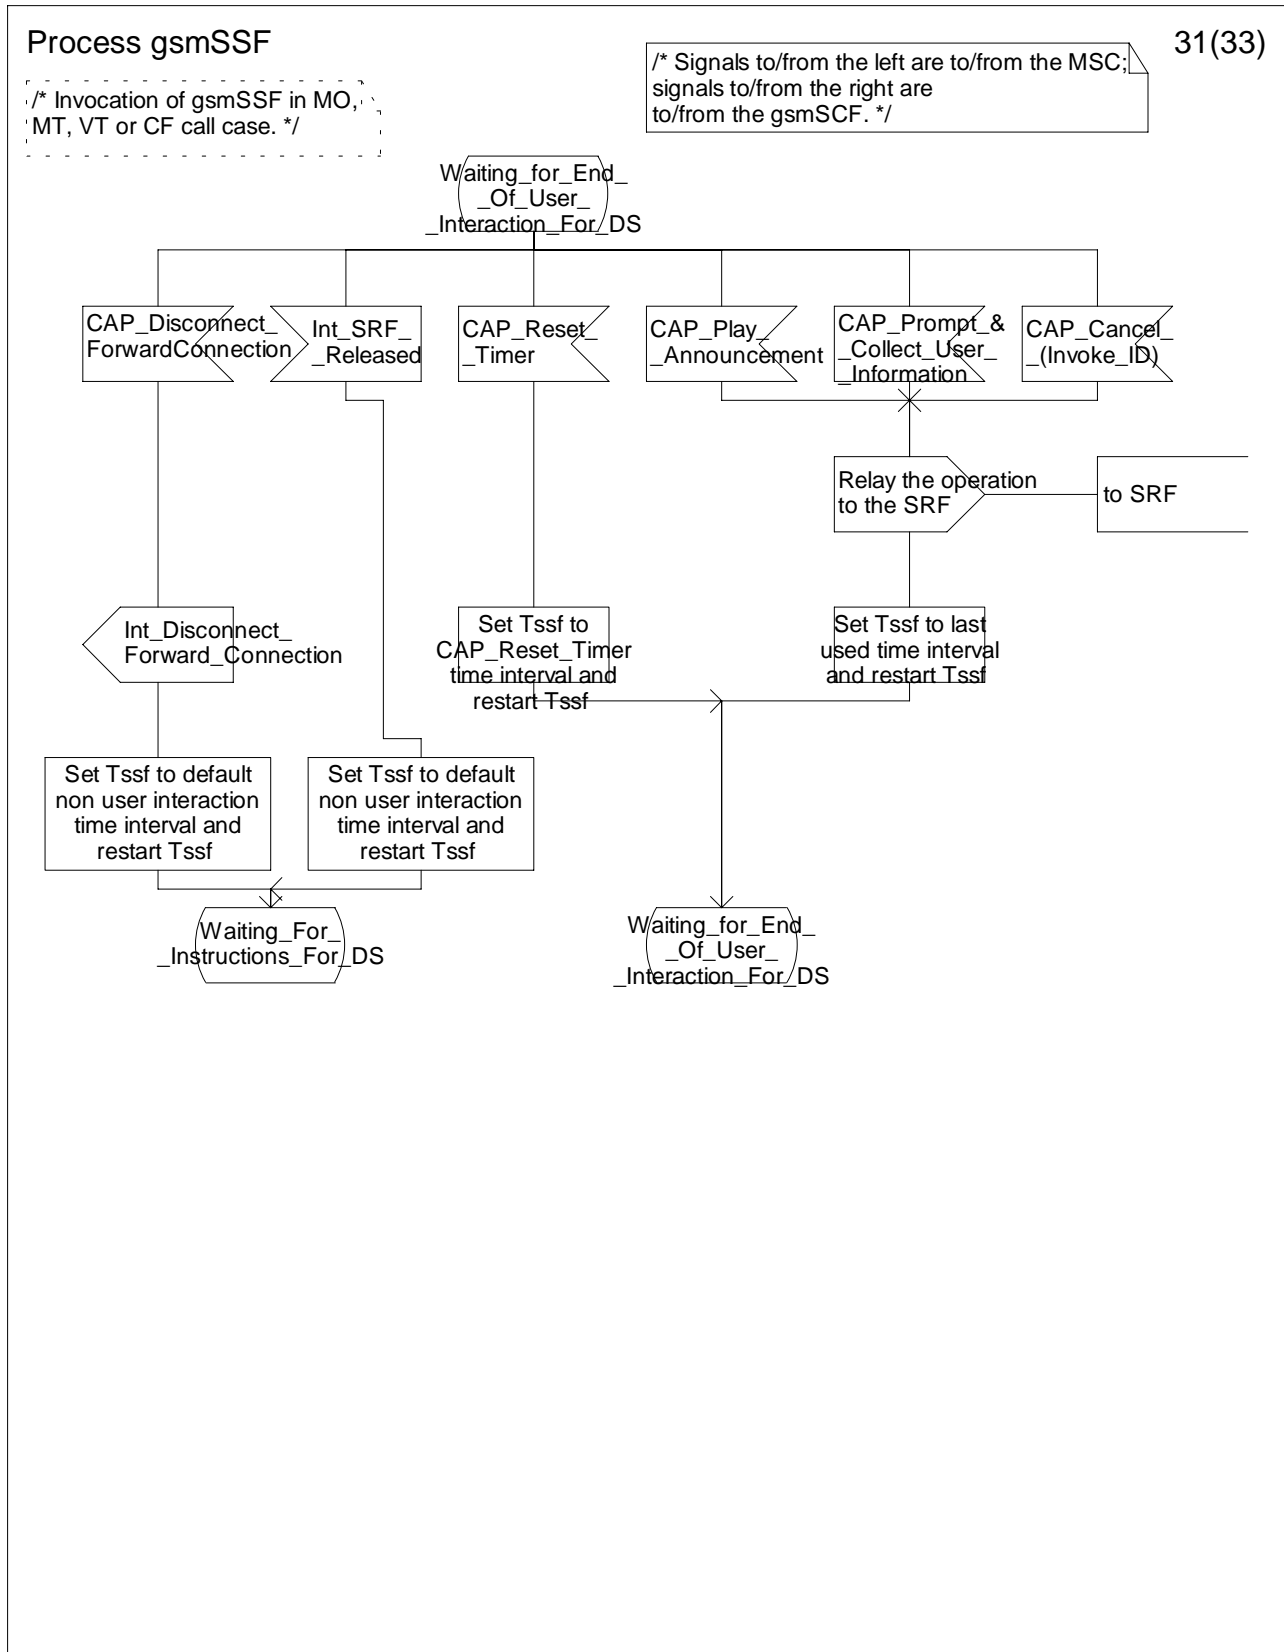 Process gsmSSF
31(33)
/* Invocation of gsmSSF in MO,
MT, VT or CF call case. */
/* Signals to/from the left are to/from the MSC;
signals to/from the right are
to/from the gsmSCF. */
Waiting_for_End_
_Of_User_
_Interaction_For_DS
CAP_Disconnect_
ForwardConnection
Int_SRF_
_Released
CAP_Reset_
_Timer
CAP_Play_
_Announcement
CAP_Prompt_&
_Collect_User_
_Information
CAP_Cancel_
_(Invoke_ID)
Relay the operation
to the SRF
to SRF
Int_Disconnect_
Forward_Connection
Set Tssf to
CAP_Reset_Timer
time interval and
restart Tssf
Set Tssf to last
used time interval
and restart Tssf
Set Tssf to default
non user interaction
time interval and
restart Tssf
Set Tssf to default
non user interaction
time interval and
restart Tssf
Waiting_For_
_Instructions_For_DS
Waiting_for_End_
_Of_User_
_Interaction_For_DS